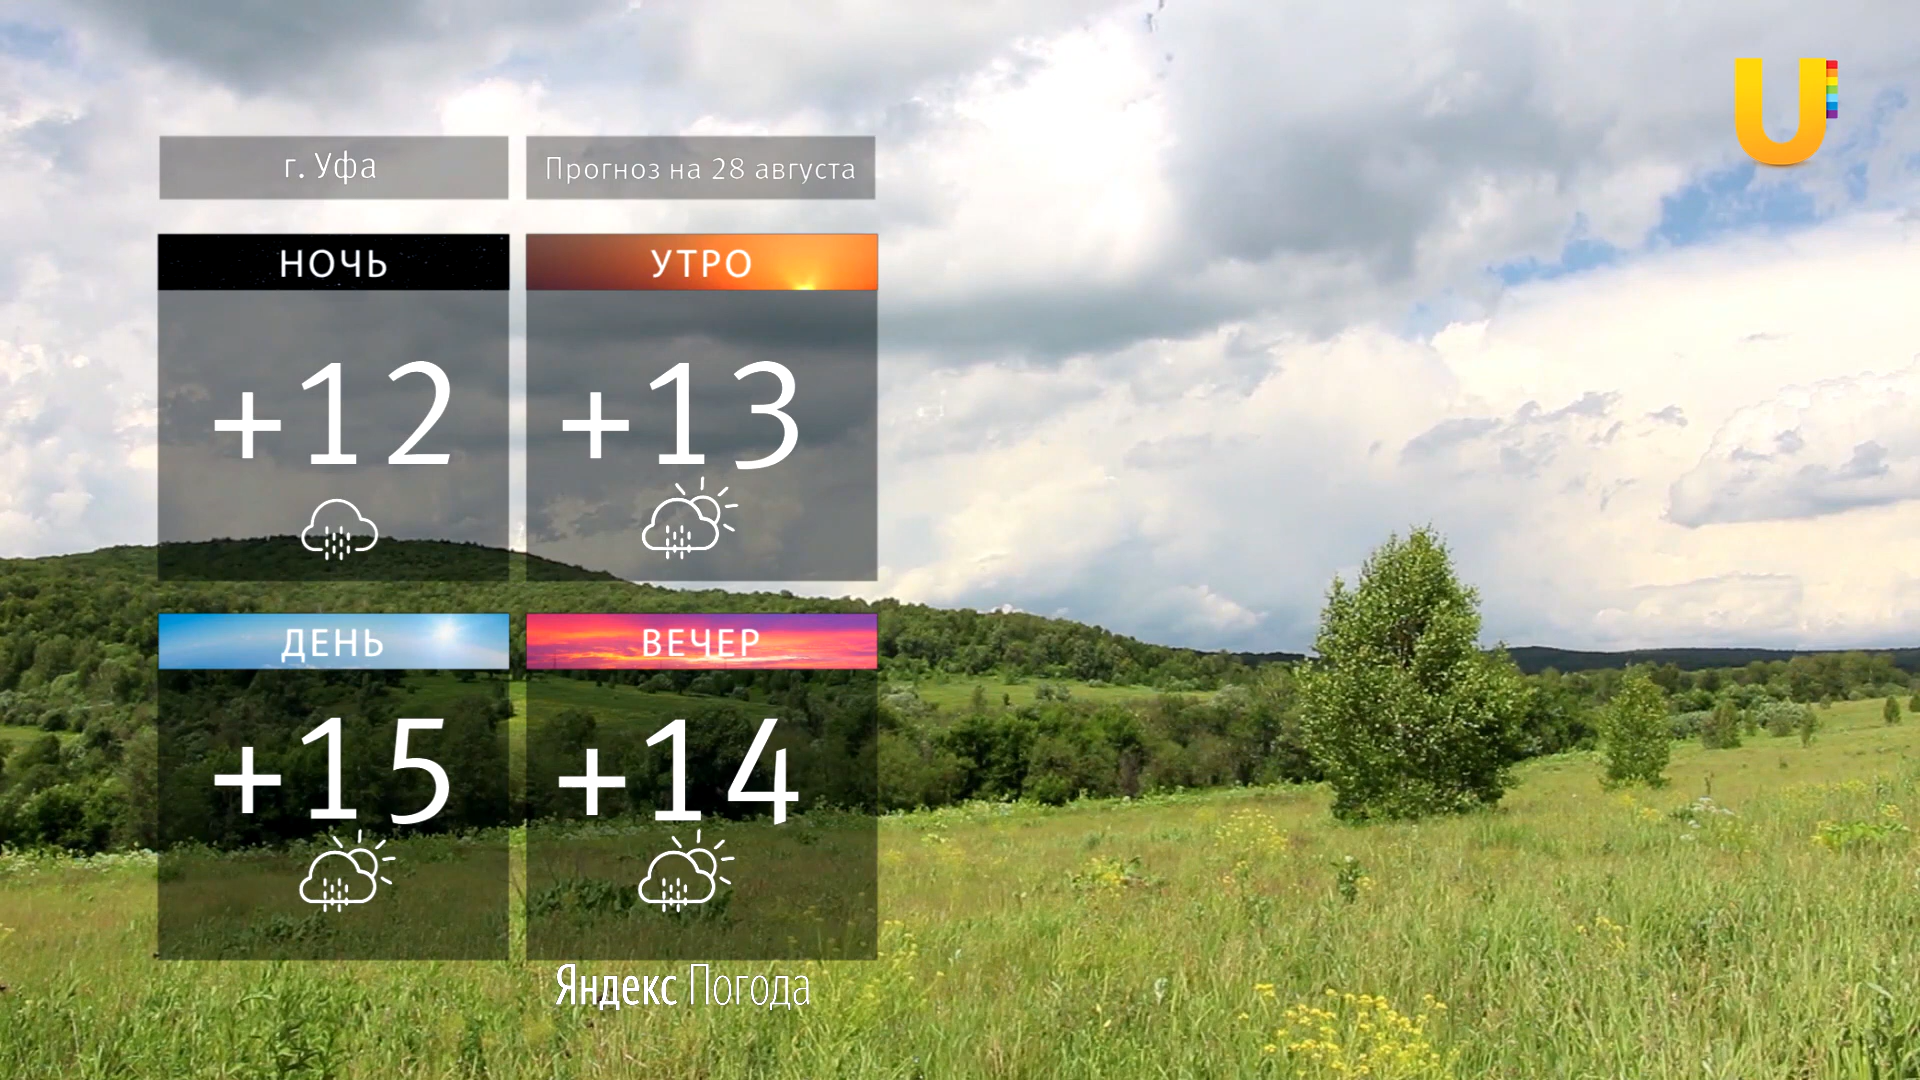 U
г. Уфа
Прогноз на 28 августа
НОЧЬ
УТРО
+12
+13
ДЕНЬ
ВЕЧЕР
+15
+14
Яндекс Погода